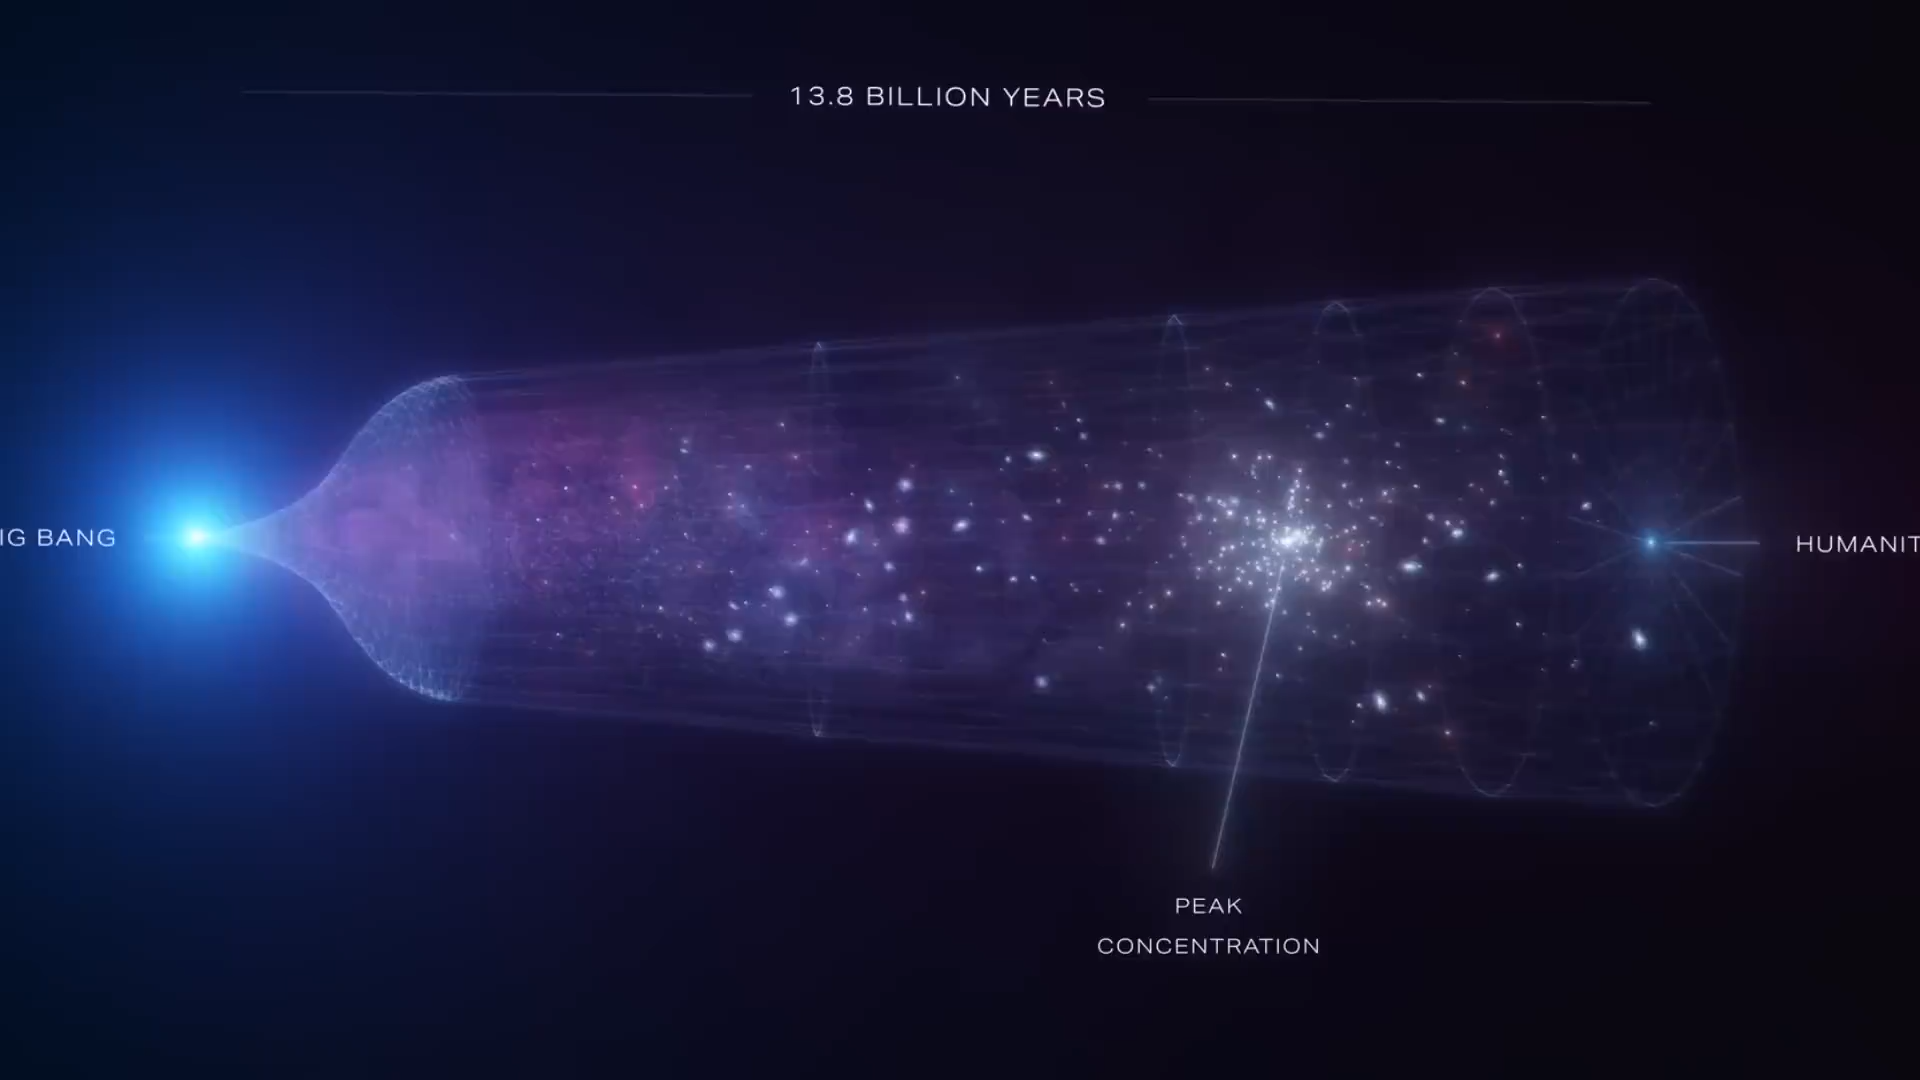 13.8 BILLION YEARS
IG BANG
HUMANIT
PEAK
CONCENTRATION